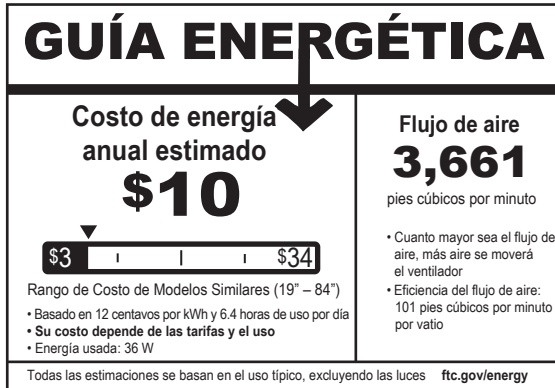 GUÍA ENERGÉTICA
Costo de energía
anual estimado
$10
$3
$34
Rango de Costo de Modelos Similares (19” – 84”)
• Basado en 12 centavos por kWh y 6.4 horas de uso por día
• Su costo depende de las tarifas y el uso
• Energía usada: 36 W
Flujo de aire
3,661
pies cúbicos por minuto
• Cuanto mayor sea el flujo de
aire, más aire se moverá
el ventilador
• Eficiencia del flujo de aire:
101 pies cúbicos por minuto
por vatio
Todas las estimaciones se basan en el uso típico, excluyendo las luces ftc.gov/energy